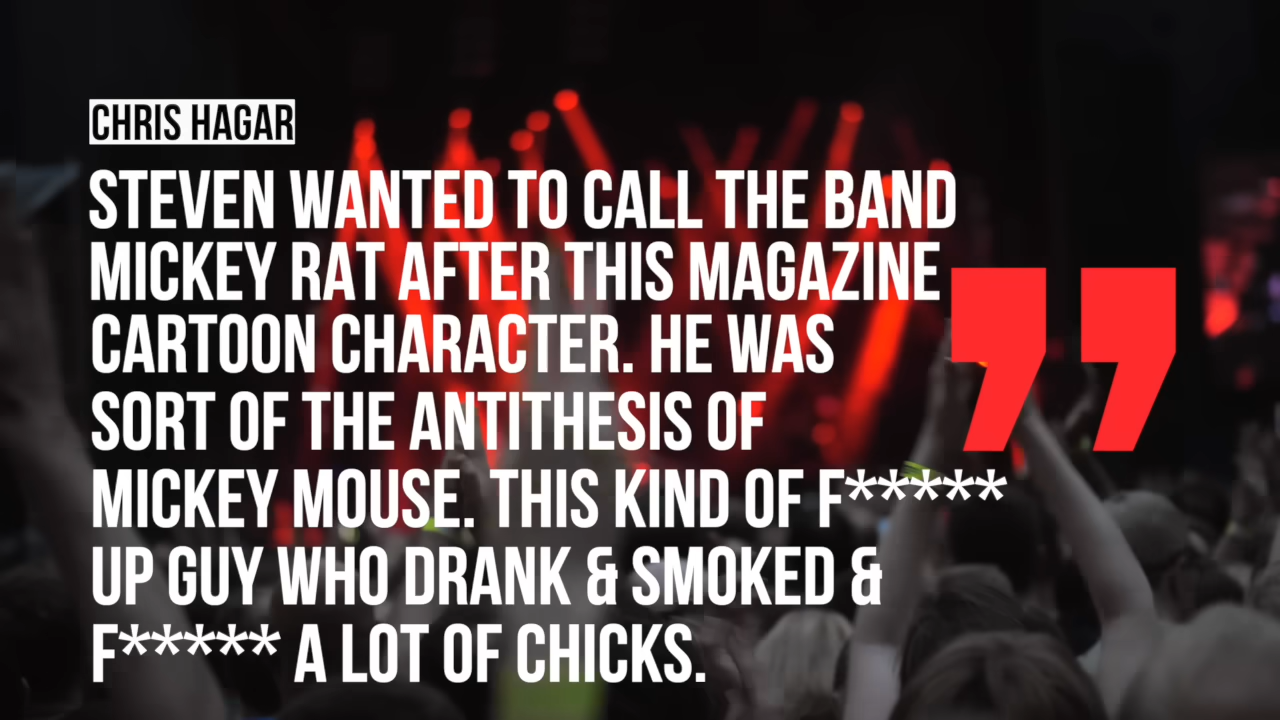 CHRIS HAGAR
STEVEN WANTED TO CALL THE BAND
MICKEY RAT AFTER THIS MAGAZINE
CARTOON CHARACTER. HE WAS
SORT OF THE ANTITHESIS OF
MICKEY MOUSE. THIS KIND OF F*****
UP GUY WHO DRANK & SMOKED &
F***** A LOT OF CHICKS.
”